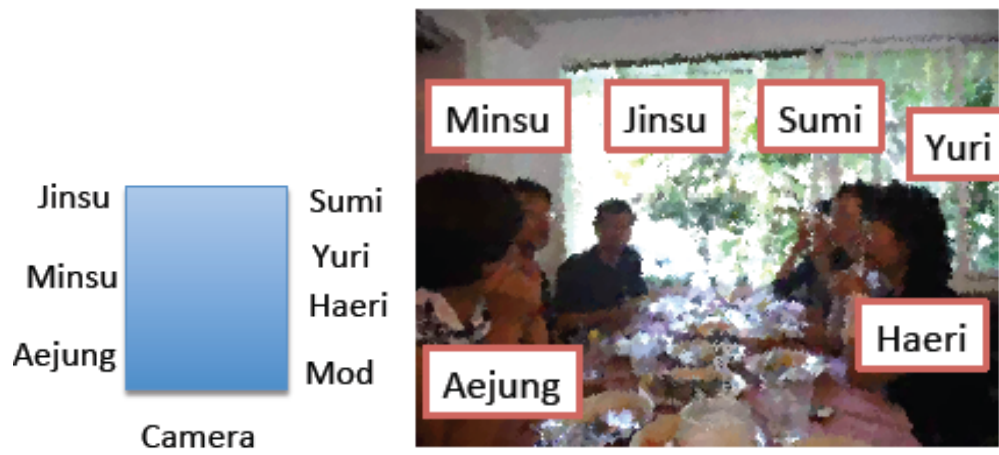 Jinsu
Sumi
Yuri
Minsu
Haeri
Aejung
Mod
Camera
Minsu
Jinsu
Sumi
Yuri
Haeri
Aejung